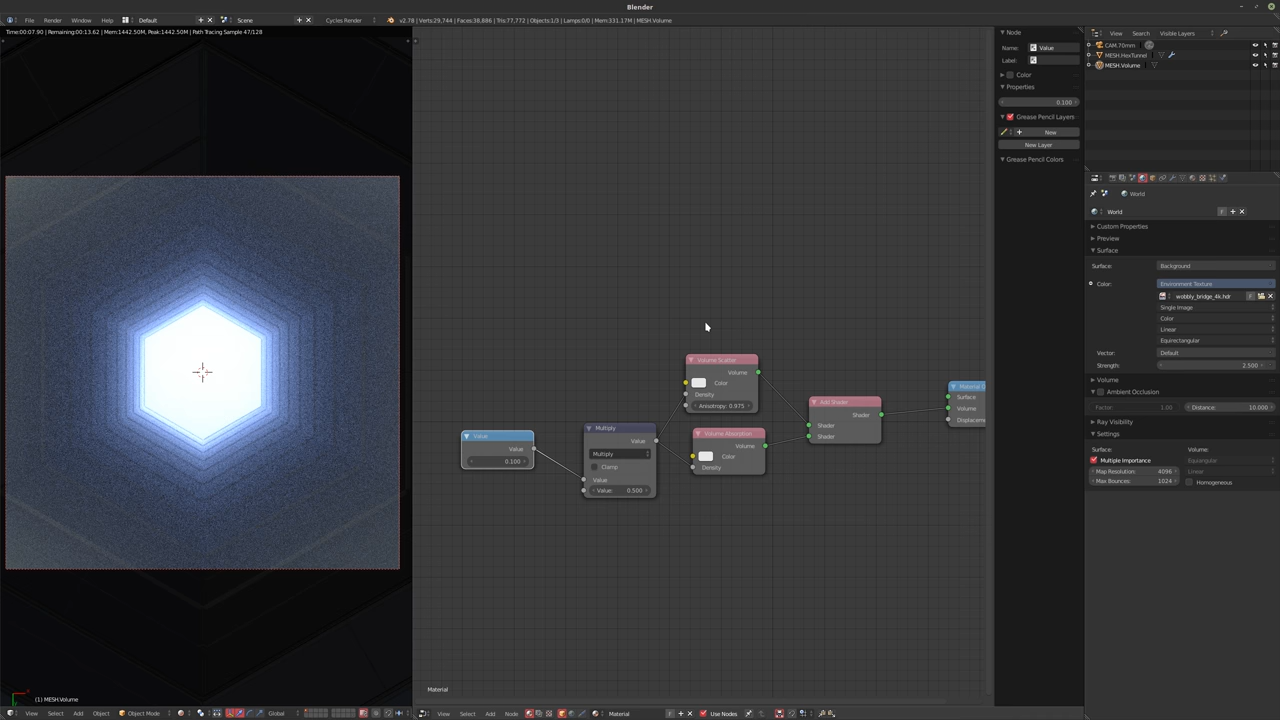 Blender
File Render Window Help Default Scene Cycles Render v2.78 | Verts:29,744 | Faces:38,886 | Tris:77,772 | Objects:1/3 | Lamps:0/0 | Mem:331.17M | MESH.Volume
Time:00:07.90 | Remaining:00:13.62 | Mem:1442.50M, Peak:1442.50M | Path Tracing Sample 47/128
(1) MESH.Volume
View Select Add Object Object Mode Global
Volume Scatter
Volume
Color
Density
Anisotropy: 0.975
Value
Value
0.100
Multiply
Value
Multiply
Clamp
Value
Value: 0.500
Volume Absorption
Volume
Color
Density
Add Shader
Shader
Shader
Shader
Material O
Surface
Volume
Displaceme
Material
View Select Add Node Material F Use Nodes
Node
Name: Value
Label:
Color
Properties
0.100
Grease Pencil Layers
New
New Layer
Grease Pencil Colors
View Search Visible Layers
CAM.70mm
MESH.HexTunnel
MESH.Volume
World
World F
Custom Properties
Preview
Surface
Surface: Background
Color: Environment Texture
wobbly_bridge_4k.hdr F
Single Image
Color
Linear
Equirectangular
Vector: Default
Strength: 2.500
Volume
Ambient Occlusion
Factor: 1.00 Distance: 10.000
Ray Visibility
Settings
Surface: Volume:
Multiple Importance Equiangular
Map Resolution: 4096 Linear
Max Bounces: 1024 Homogeneous